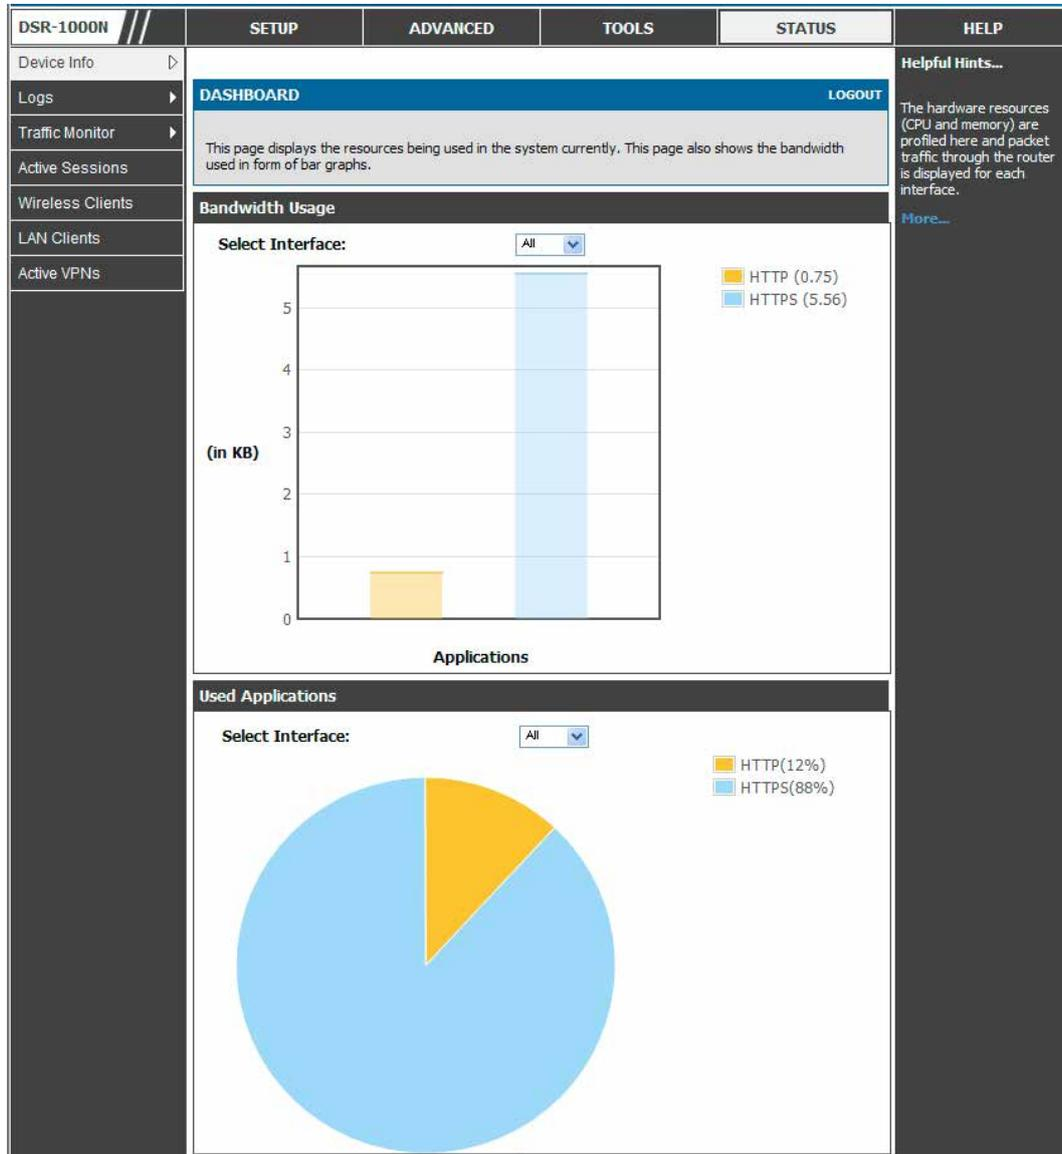 DSR-1000N
SETUP
ADVANCED
TOOLS
STATUS
HELP
Device Info
Logs
Traffic Monitor
Active Sessions
Wireless Clients
LAN Clients
Active VPNs
DASHBOARD
LOGOUT
This page displays the resources being used in the system currently. This page also shows the bandwidth
used in form of bar graphs.
Bandwidth Usage
Select Interface:
All
HTTP (0.75)
HTTPS (5.56)
5
4
3
(in KB)
2
1
0
Applications
Used Applications
Select Interface:
All
HTTP(12%)
HTTPS(88%)
Helpful Hints...
The hardware resources
(CPU and memory) are
profiled here and packet
traffic through the router
is displayed for each
interface.
More...